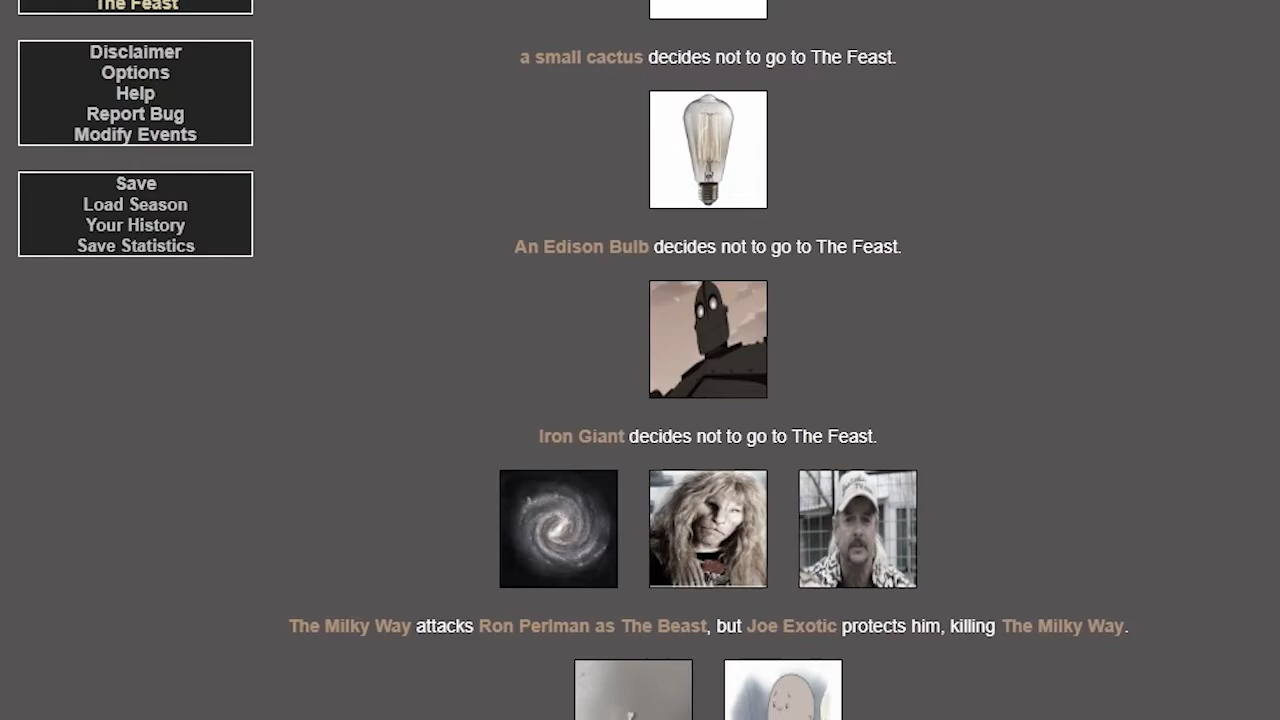 The Feast
Disclaimer
Options
Help
Report Bug
Modify Events
Save
Load Season
Your History
Save Statistics
a small cactus decides not to go to The Feast.
An Edison Bulb decides not to go to The Feast.
Iron Giant decides not to go to The Feast.
The Milky Way attacks Ron Perlman as The Beast, but Joe Exotic protects him, killing The Milky Way.